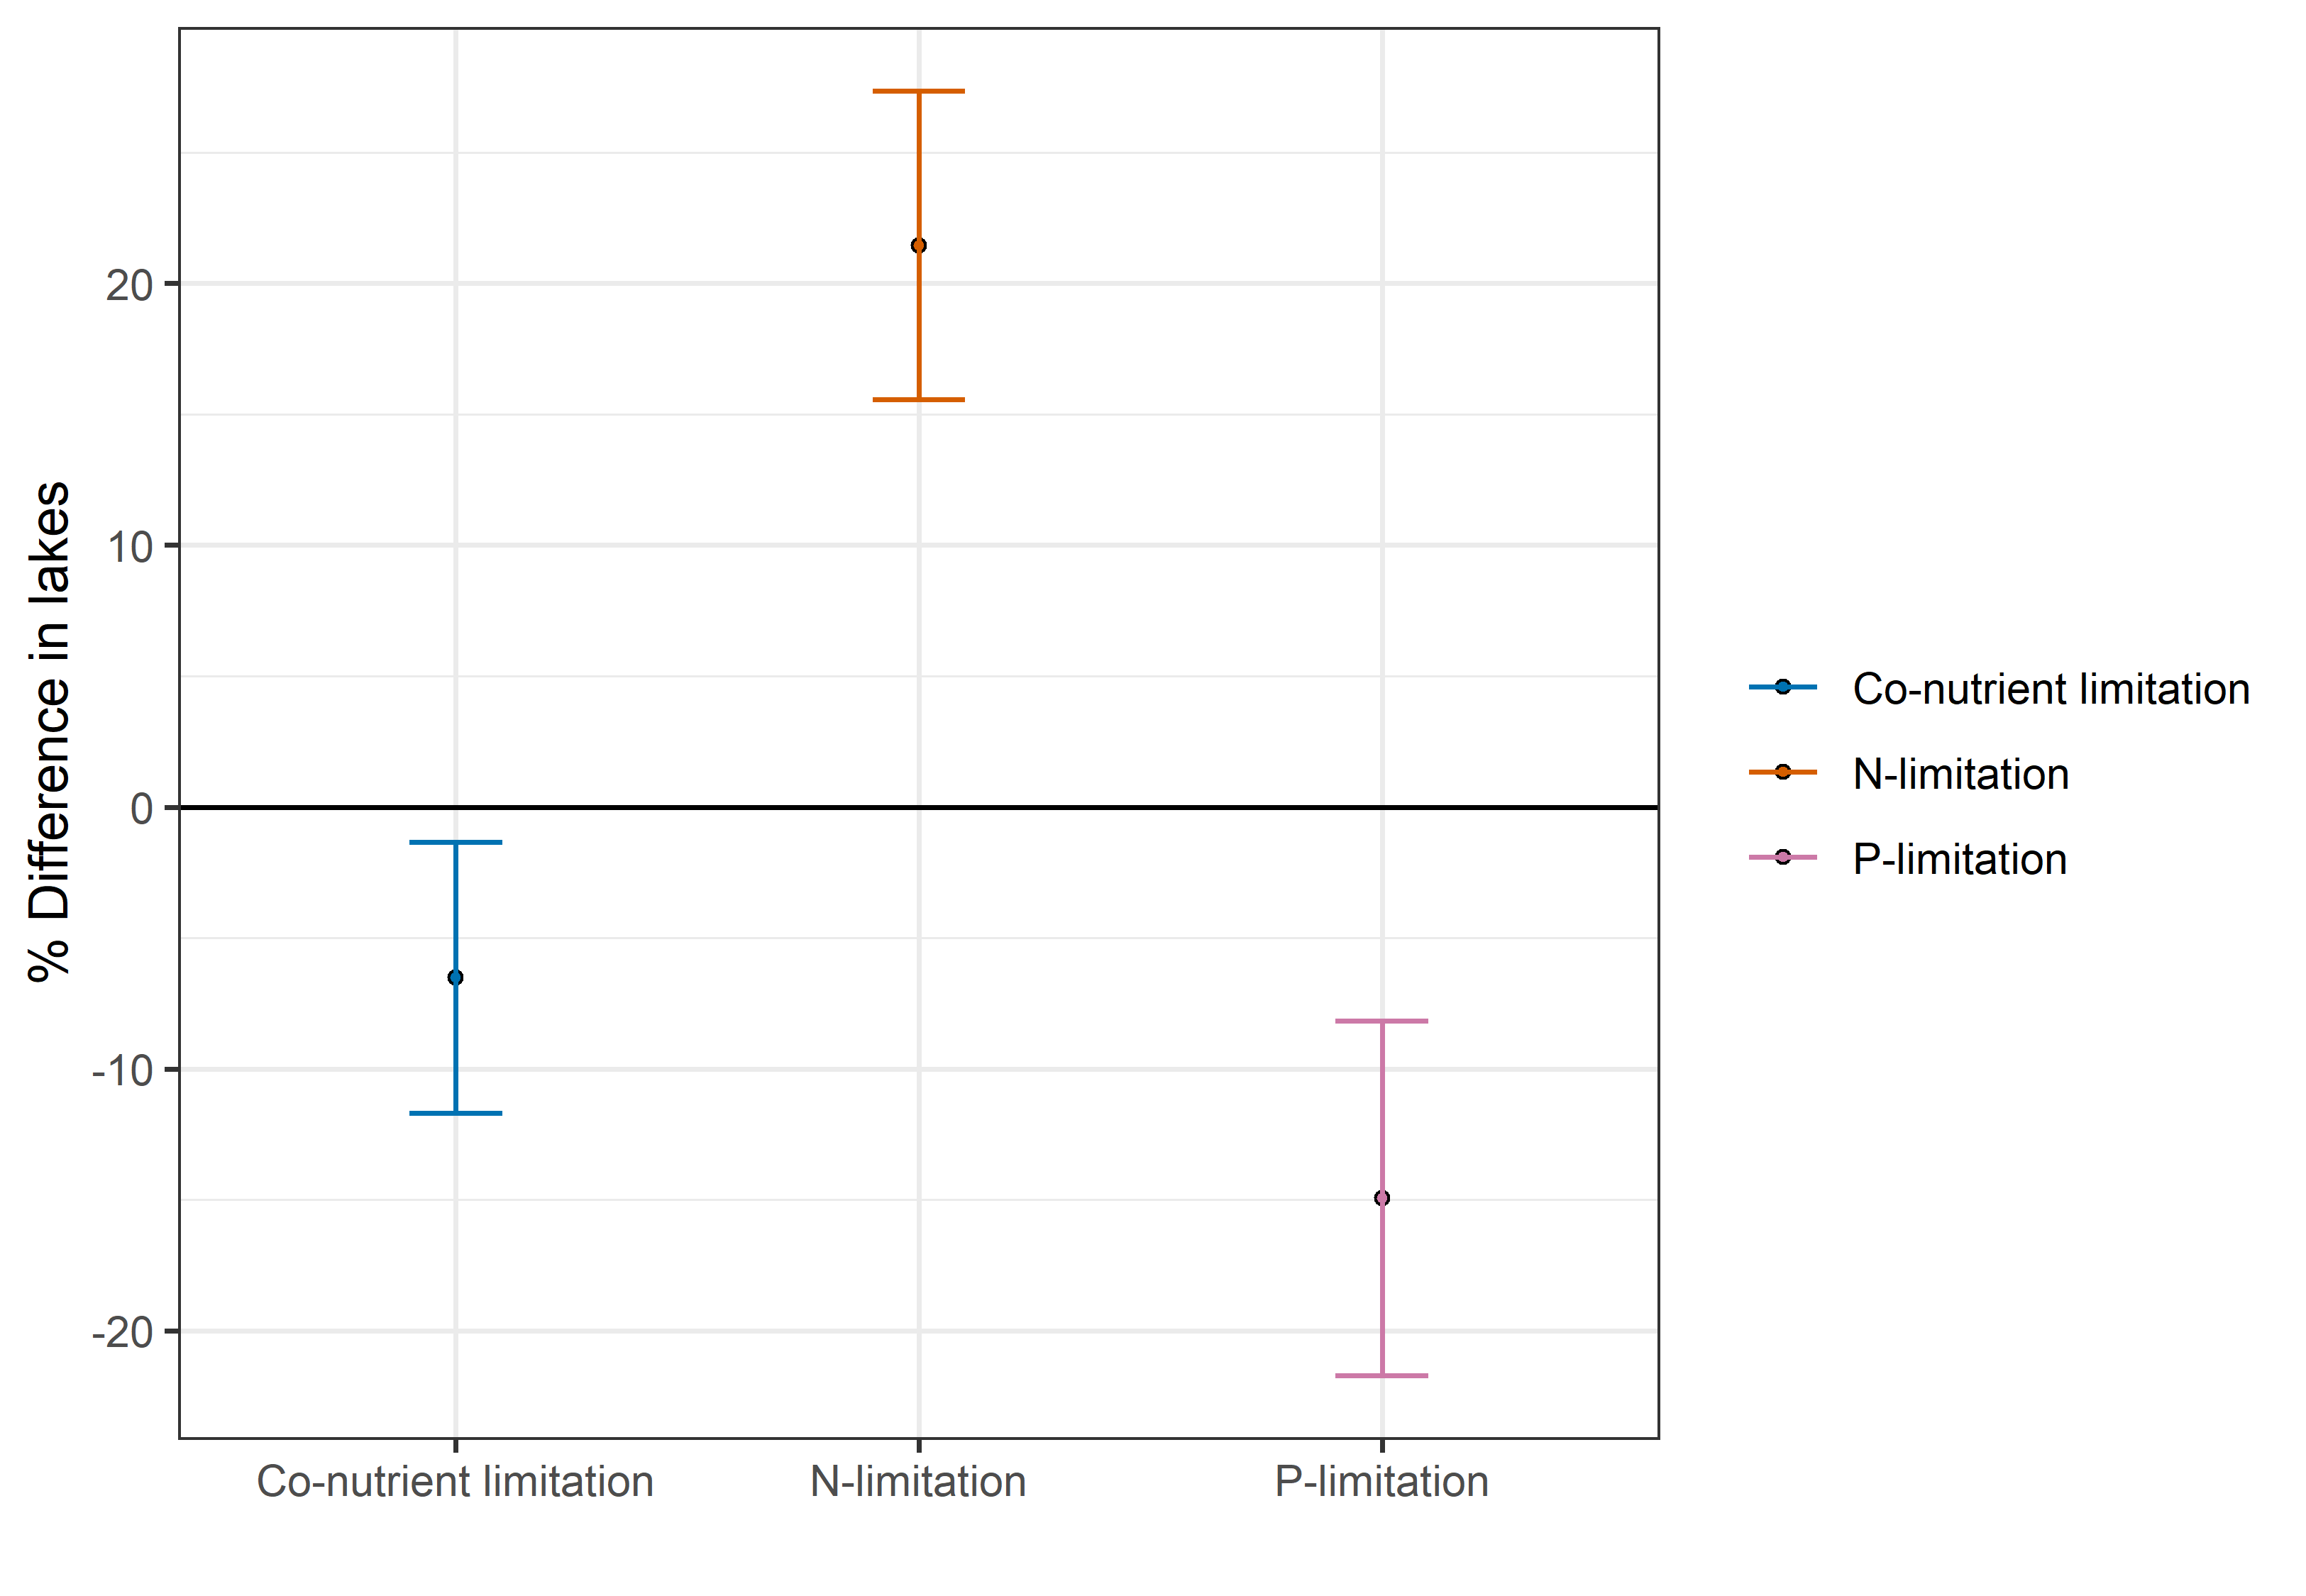 % Difference in lakes
20
10
0
-10
-20
Co-nutrient limitation
N-limitation
P-limitation
Co-nutrient limitation
N-limitation
P-limitation